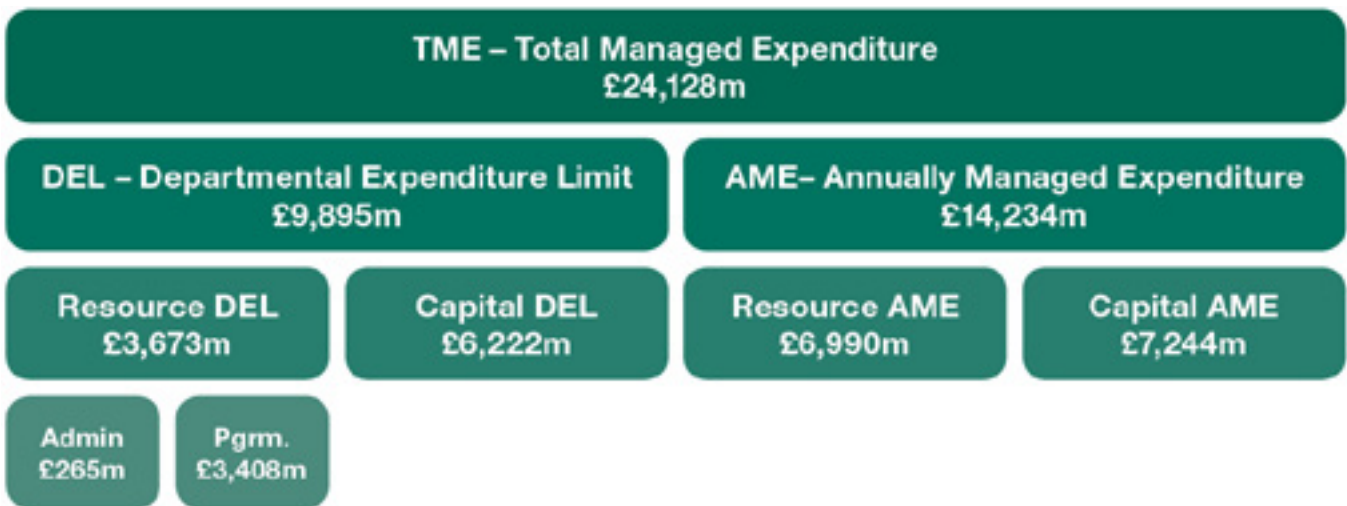 TME – Total Managed Expenditure
£24,128m
DEL – Departmental Expenditure Limit
£9,895m
AME– Annually Managed Expenditure
£14,234m
Resource DEL
£3,673m
Capital DEL
£6,222m
Resource AME
£6,990m
Capital AME
£7,244m
Admin
£265m
Pgrm.
£3,408m